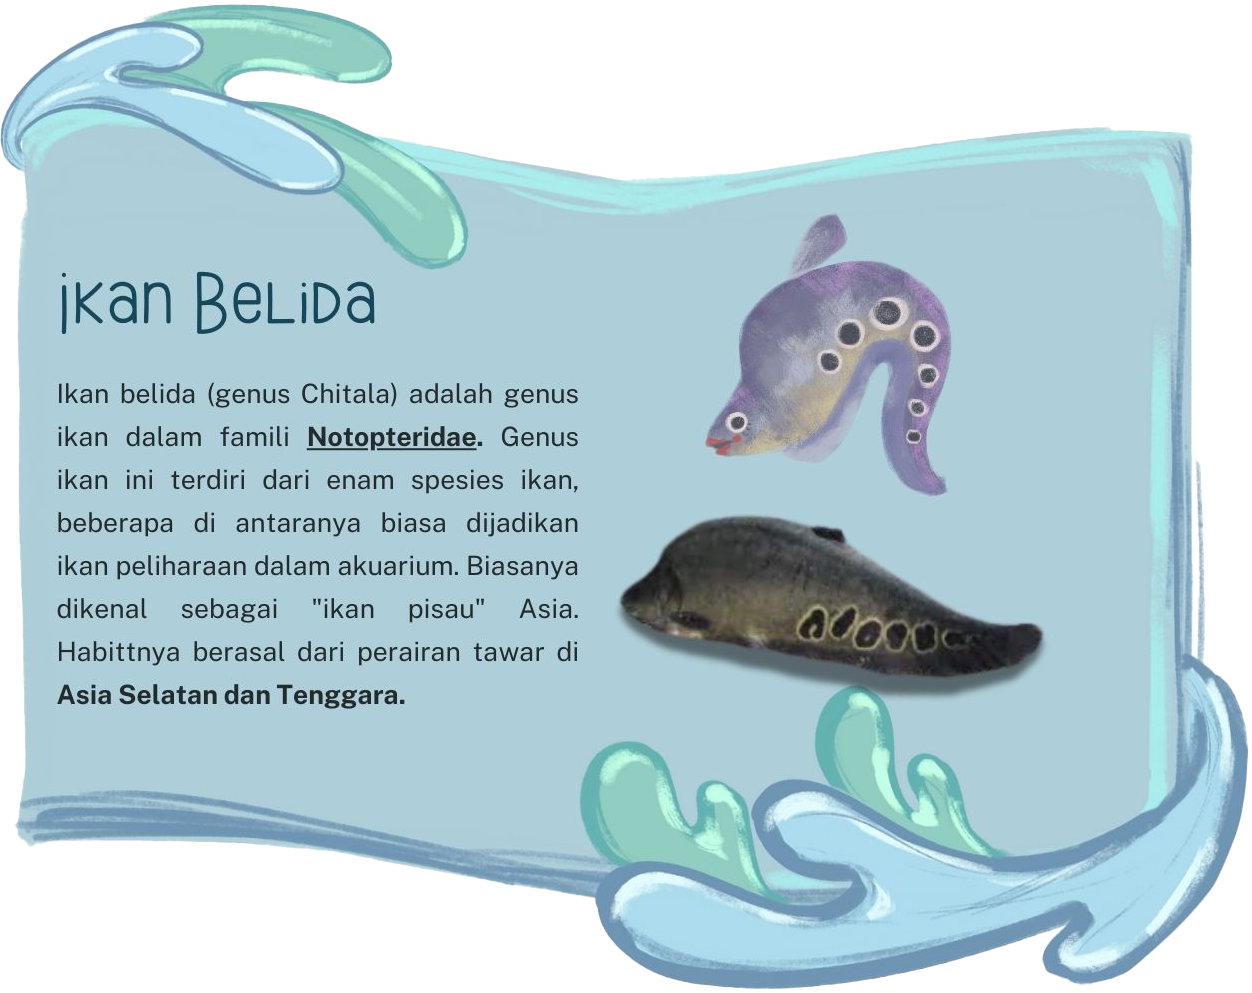 ikan Belida
Ikan belida (genus Chitala) adalah genus
ikan dalam famili Notopteridae. Genus
ikan ini terdiri dari enam spesies ikan,
beberapa di antaranya biasa dijadikan
ikan peliharaan dalam akuarium. Biasanya
dikenal sebagai "ikan pisau" Asia.
Habittnya berasal dari perairan tawar di
Asia Selatan dan Tenggara.